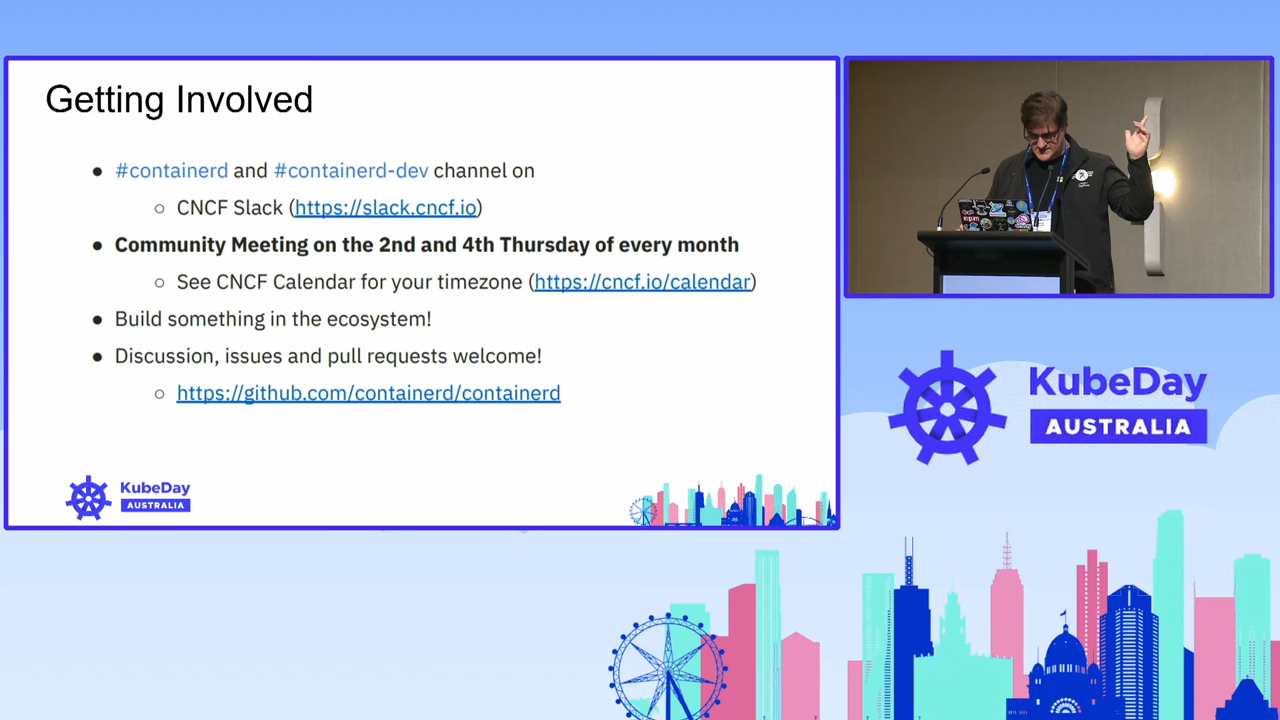 Getting Involved
● #containerd and #containerd-dev channel on
○ CNCF Slack (https://slack.cncf.io)
● Community Meeting on the 2nd and 4th Thursday of every month
○ See CNCF Calendar for your timezone (https://cncf.io/calendar)
● Build something in the ecosystem!
● Discussion, issues and pull requests welcome!
○ https://github.com/containerd/containerd
KubeDay
AUSTRALIA
KubeDay
AUSTRALIA